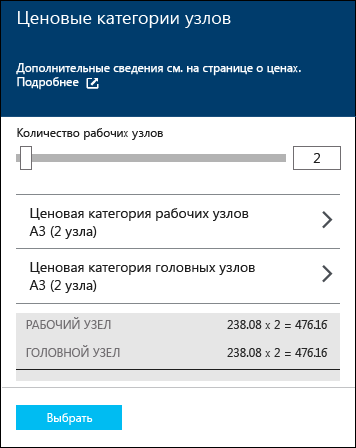 Ценовые категории узлов
Дополнительные сведения см. на странице о ценах.
Подробнее
Количество рабочих узлов
2
Ценовая категория рабочих узлов
A3 (2 узла)
Ценовая категория головных узлов
A3 (2 узла)
РАБОЧИЙ УЗЕЛ 238.08 x 2 = 476.16
ГОЛОВНОЙ УЗЕЛ 238.08 x 2 = 476.16
Выбрать